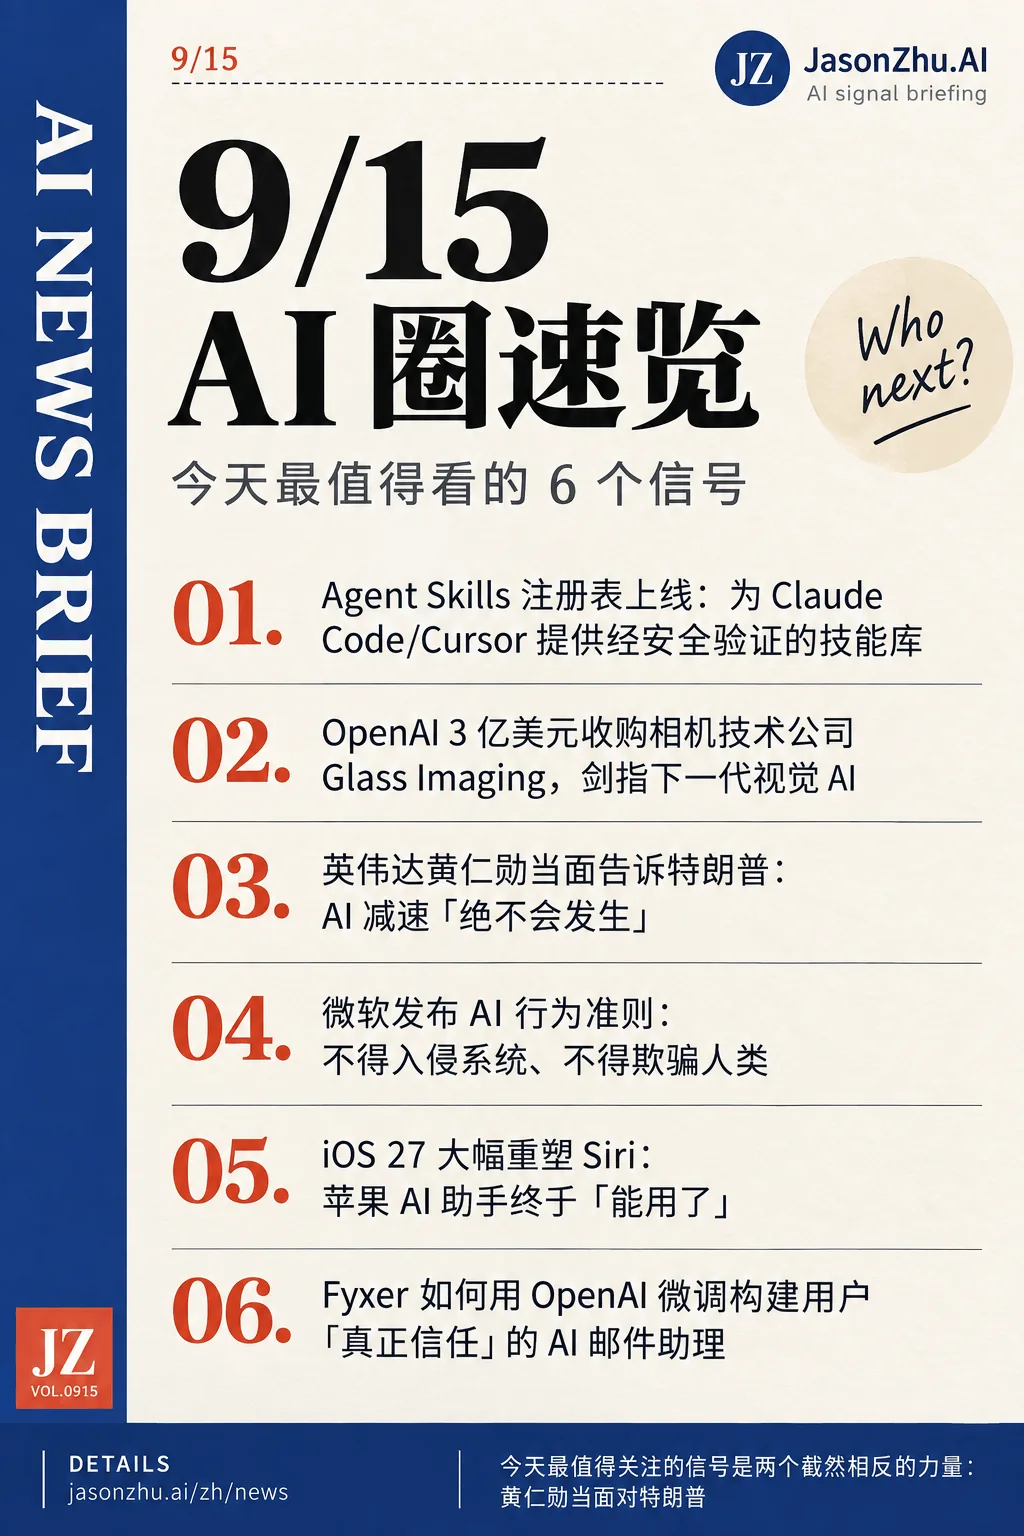 9/15
JZ
JasonZhu.AI
AI signal briefing
AI NEWS BRIEF
9/15
AI 圈速览
Who
next?
今天最值得看的 6 个信号
01.
Agent Skills 注册表上线：为 Claude
Code/Cursor 提供经安全验证的技能库
02.
OpenAI 3 亿美元收购相机技术公司
Glass Imaging，剑指下一代视觉 AI
03.
英伟达黄仁勋当面告诉特朗普：
AI 减速「绝不会发生」
04.
微软发布 AI 行为准则：
不得入侵系统、不得欺骗人类
05.
iOS 27 大幅重塑 Siri：
苹果 AI 助手终于「能用了」
06.
Fyxer 如何用 OpenAI 微调构建用户
「真正信任」的 AI 邮件助理
JZ
VOL.0915
DETAILS
jasonzhu.ai/zh/news
今天最值得关注的信号是两个截然相反的力量：
黄仁勋当面对特朗普